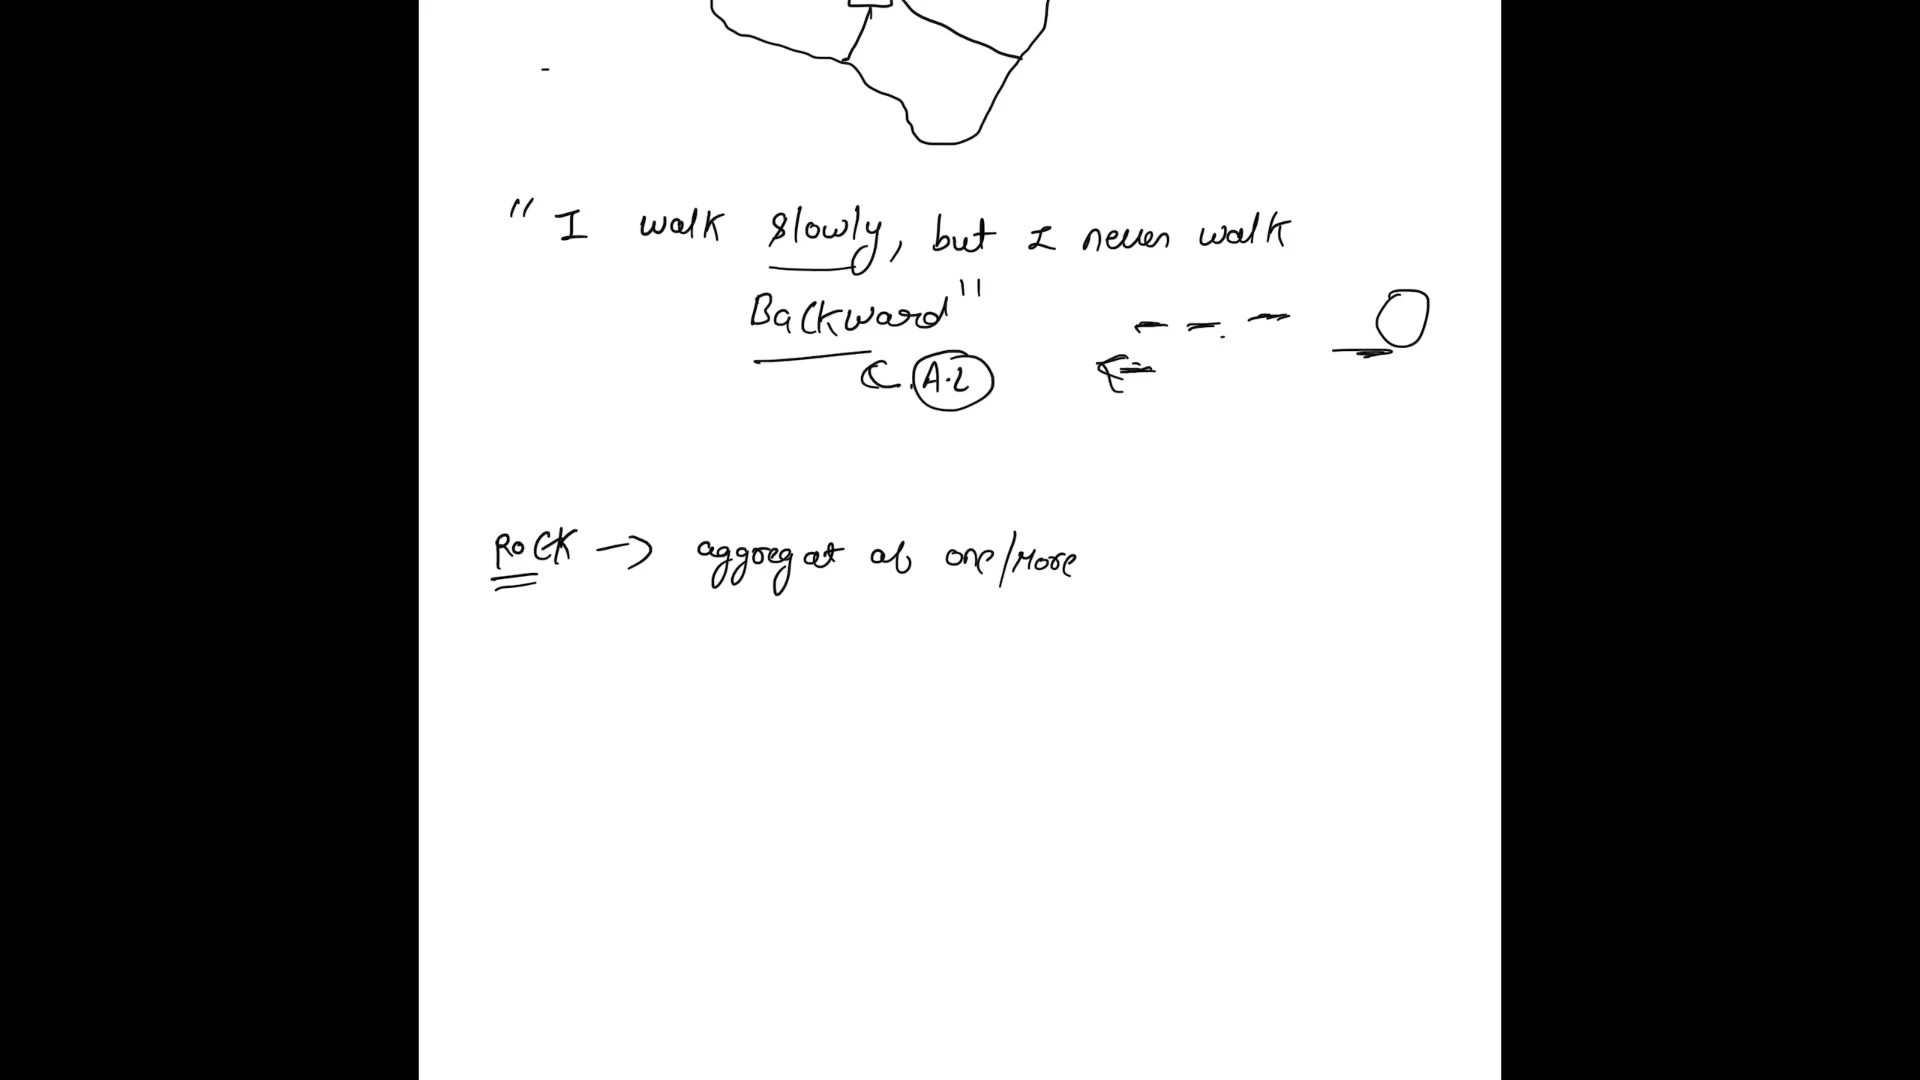 "I walk slowly, but I never walk
Backward"
C.A.L
ROCK → aggregat of one/More